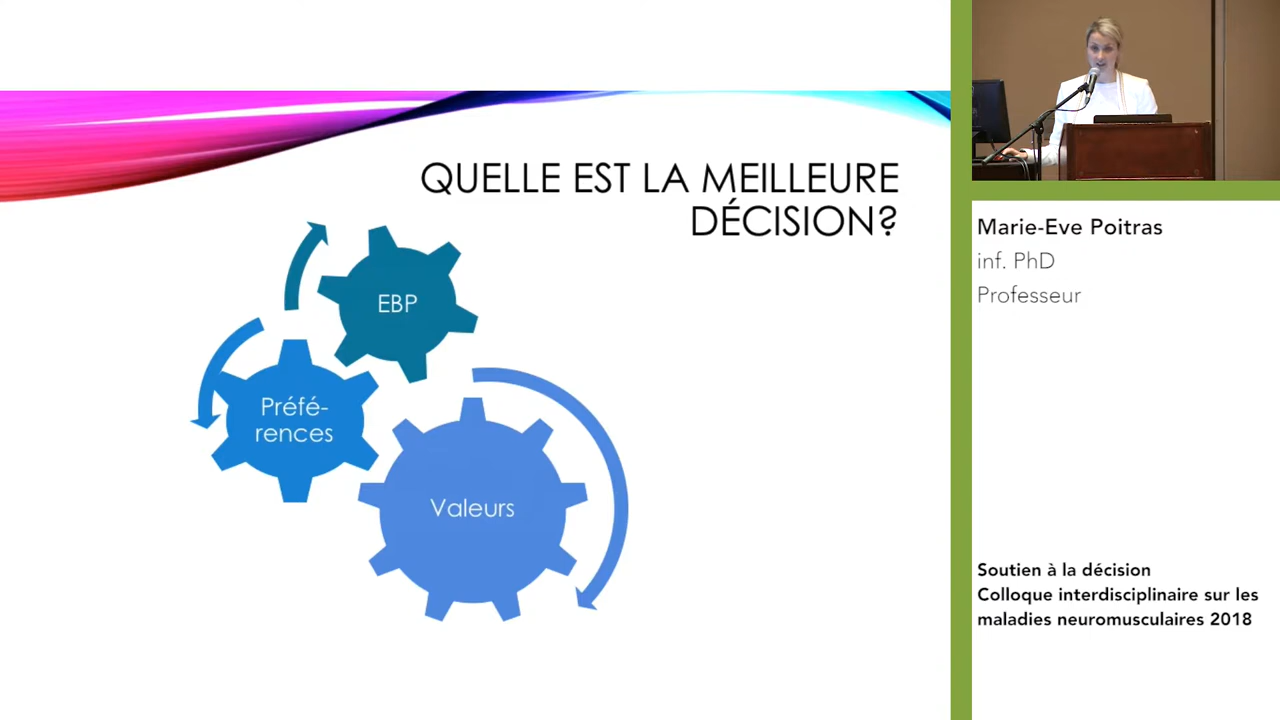 QUELLE EST LA MEILLEURE
DÉCISION?
EBP
Préfé-
rences
Valeurs
Marie-Eve Poitras
inf. PhD
Professeur
Soutien à la décision
Colloque interdisciplinaire sur les
maladies neuromusculaires 2018